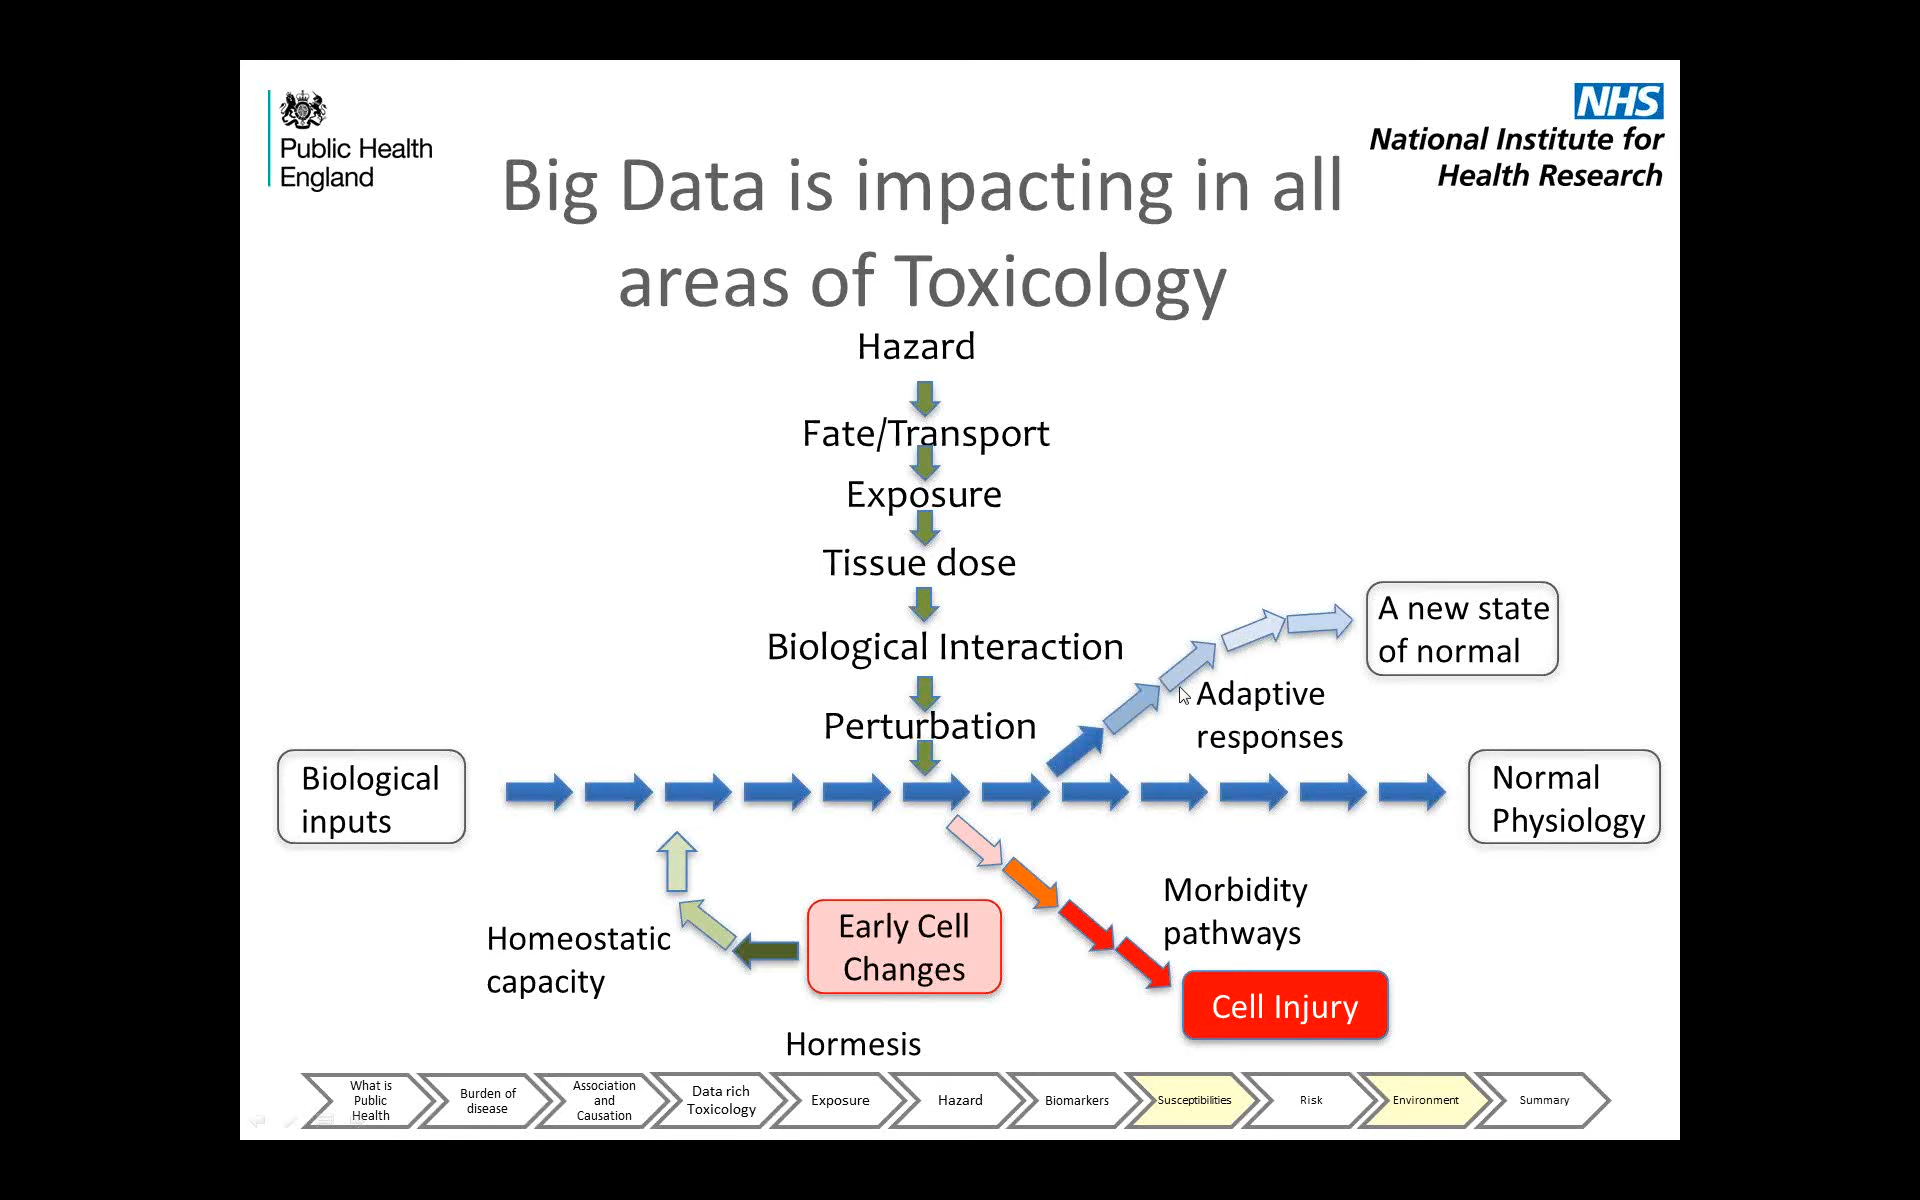 Public Health
England
NHS
National Institute for
Health Research
Big Data is impacting in all
areas of Toxicology
Hazard
Fate/Transport
Exposure
Tissue dose
Biological Interaction
Perturbation
A new state
of normal
Adaptive
responses
Biological
inputs
Normal
Physiology
Homeostatic
capacity
Early Cell
Changes
Morbidity
pathways
Cell Injury
Hormesis
What is
Public
Health
Burden of
disease
Association
and
Causation
Data rich
Toxicology
Exposure
Hazard
Biomarkers
Susceptibilities
Risk
Environment
Summary